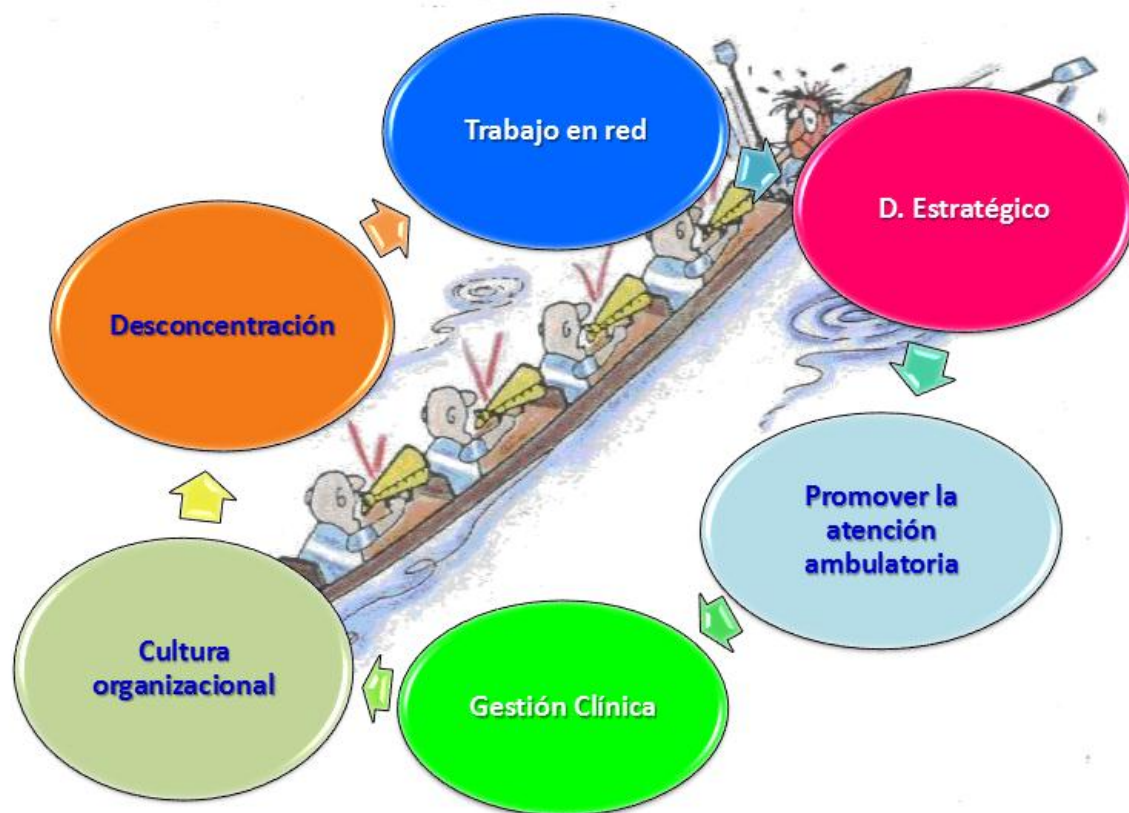 Trabajo en red
D. Estratégico
Promover la
atención
ambulatoria
Gestión Clínica
Cultura
organizacional
Desconcentración